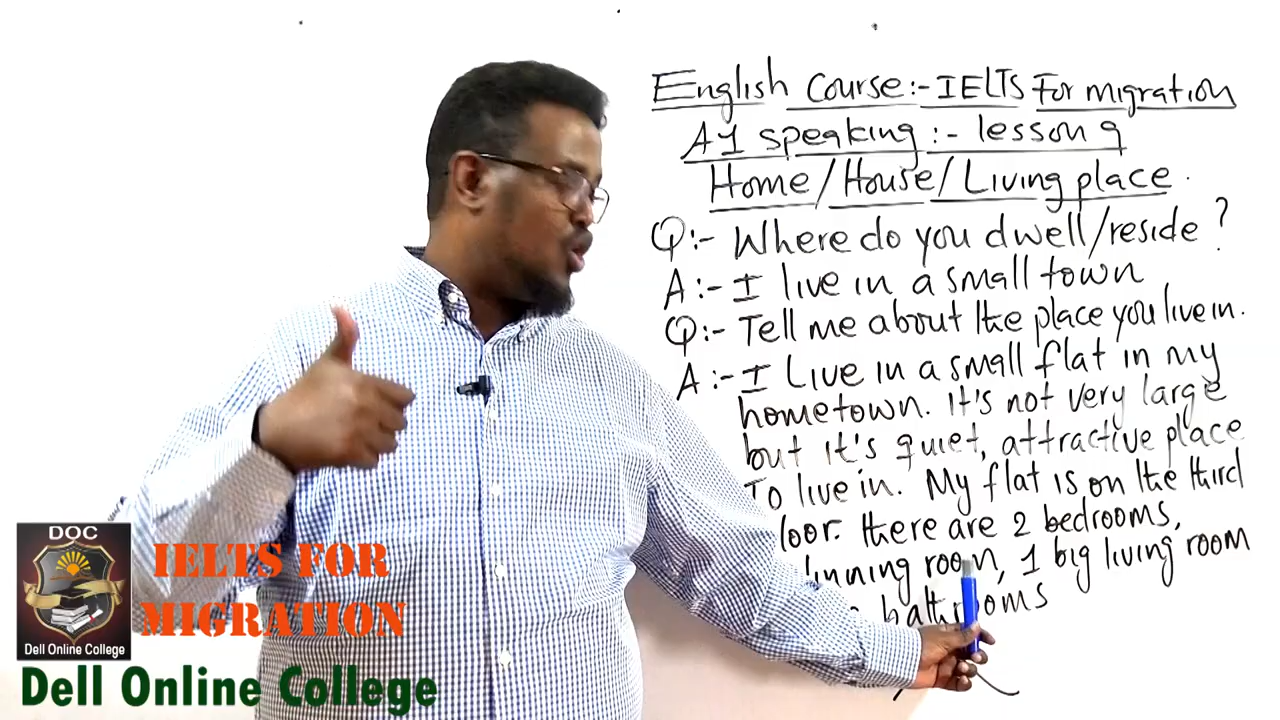 English Course:- IELTS For migration
A1 speaking:- lesson 9
Home/House/Living place.
Q:- Where do you dwell/reside?
A:- I live in a small town
Q:- Tell me about the place you live in.
A:- I Live in a small flat in my
hometown. it's not very large
but it's quiet, attractive place
To live in. My flat is on the third
loor. there are 2 bedrooms,
inning room, 1 big living room
bathrooms
DOC
Dell Online College
IELTS FOR
MIGRATION
Dell Online College